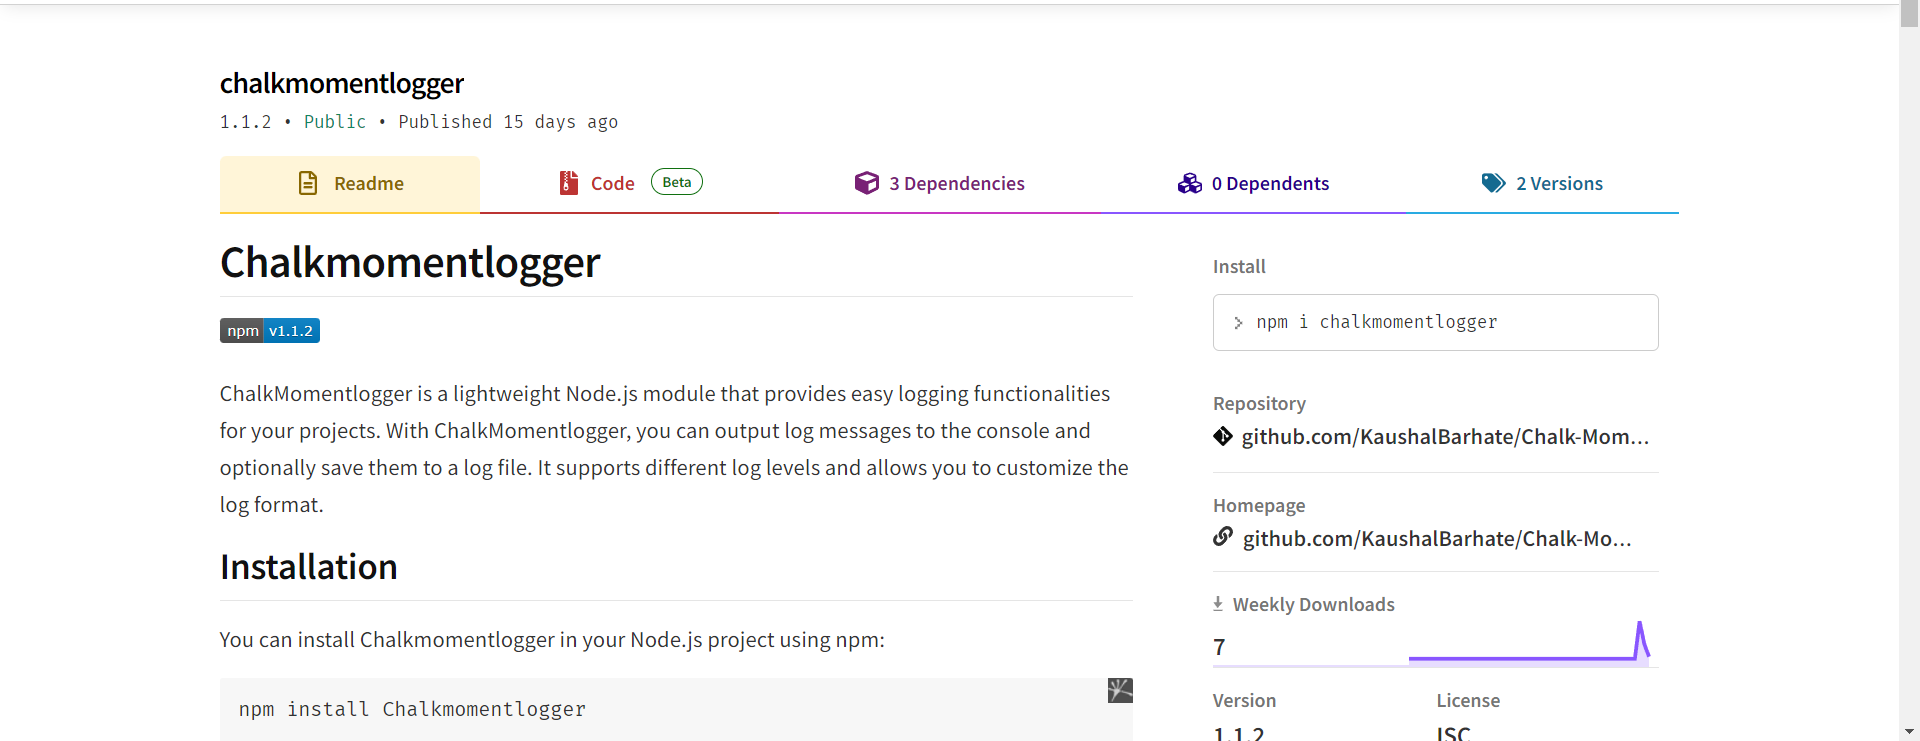 chalkmomentlogger
1.1.2 • Public • Published 15 days ago
Readme
Code Beta
3 Dependencies
0 Dependents
2 Versions
Chalkmomentlogger
npm v1.1.2
ChalkMomentlogger is a lightweight Node.js module that provides easy logging functionalities
for your projects. With ChalkMomentlogger, you can output log messages to the console and
optionally save them to a log file. It supports different log levels and allows you to customize the
log format.
Installation
You can install Chalkmomentlogger in your Node.js project using npm:
npm install Chalkmomentlogger
Install
> npm i chalkmomentlogger
Repository
github.com/KaushalBarhate/Chalk-Mom...
Homepage
github.com/KaushalBarhate/Chalk-Mo...
Weekly Downloads
7
Version
1.1.2
License
ISC